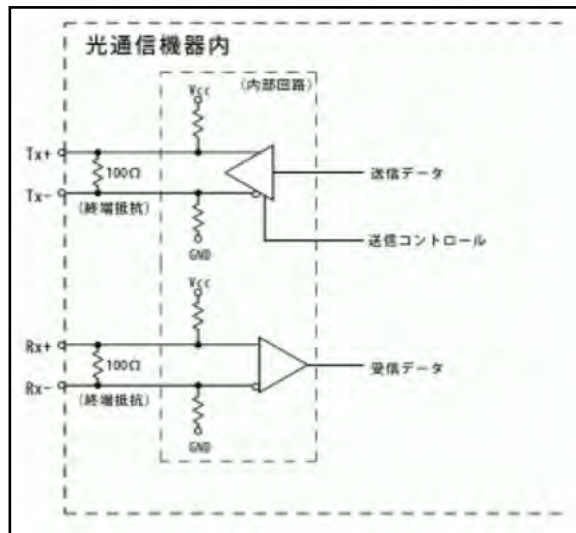 光通信機器内
(内部回路)
Vcc
Tx+
100Ω
送信データ
Tx-
(終端抵抗)
送信コントロール
GND
Vcc
Rx+
100Ω
受信データ
Rx-
(終端抵抗)
GND